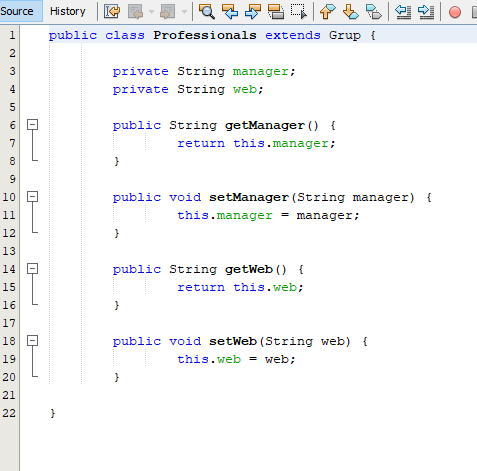 Source History
1 public class Professionals extends Grup {
2
3 private String manager;
4 private String web;
5
6 public String getManager() {
7 return this.manager;
8 }
9
10 public void setManager(String manager) {
11 this.manager = manager;
12 }
13
14 public String getWeb() {
15 return this.web;
16 }
17
18 public void setWeb(String web) {
19 this.web = web;
20 }
21
22 }